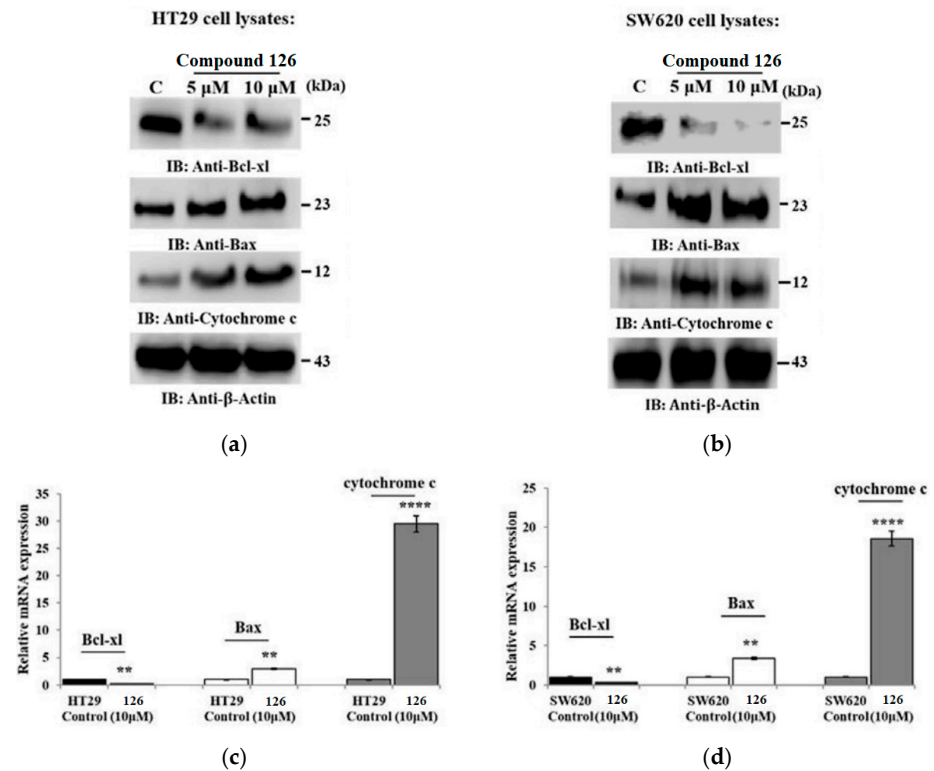 HT29 cell lysates:
Compound 126
C 5 μM 10 μM (kDa)
25
IB: Anti-Bcl-xl
23
IB: Anti-Bax
12
IB: Anti-Cytochrome c
43
IB: Anti-β-Actin
(a)
SW620 cell lysates:
Compound 126
C 5 μM 10 μM (kDa)
25
IB: Anti-Bcl-xl
23
IB: Anti-Bax
12
IB: Anti-Cytochrome c
43
IB: Anti-β-Actin
(b)
Relative mRNA expression
35
30
25
20
15
10
5
0
Bcl-xl
**
Bax
**
cytochrome c
****
HT29 126 HT29 126 HT29 126
Control (10μM) Control (10μM) Control (10μM)
(c)
Relative mRNA expression
25
20
15
10
5
0
Bcl-xl
**
Bax
**
cytochrome c
****
SW620 126 SW620 126 SW620 126
Control (10μM) Control (10μM) Control (10μM)
(d)